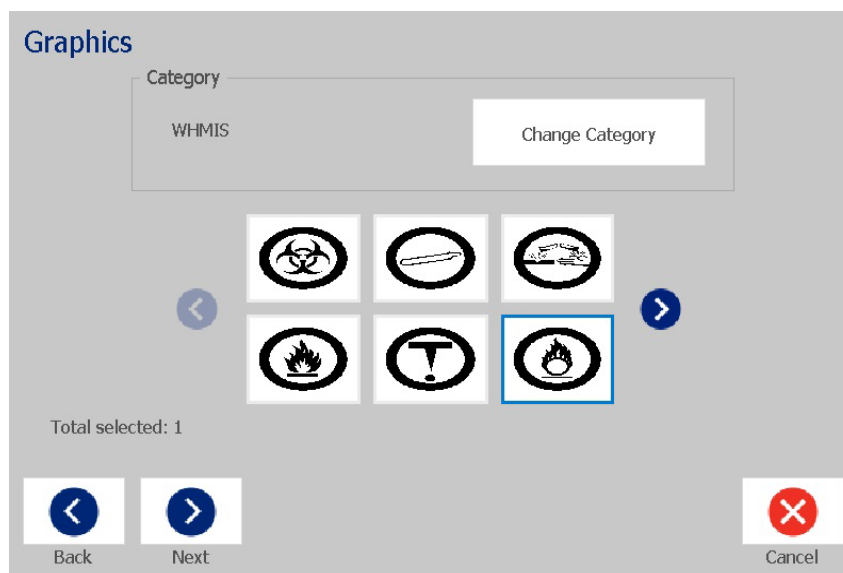 Graphics
Category
WHMIS
Change Category
Total selected: 1
Back
Next
Cancel